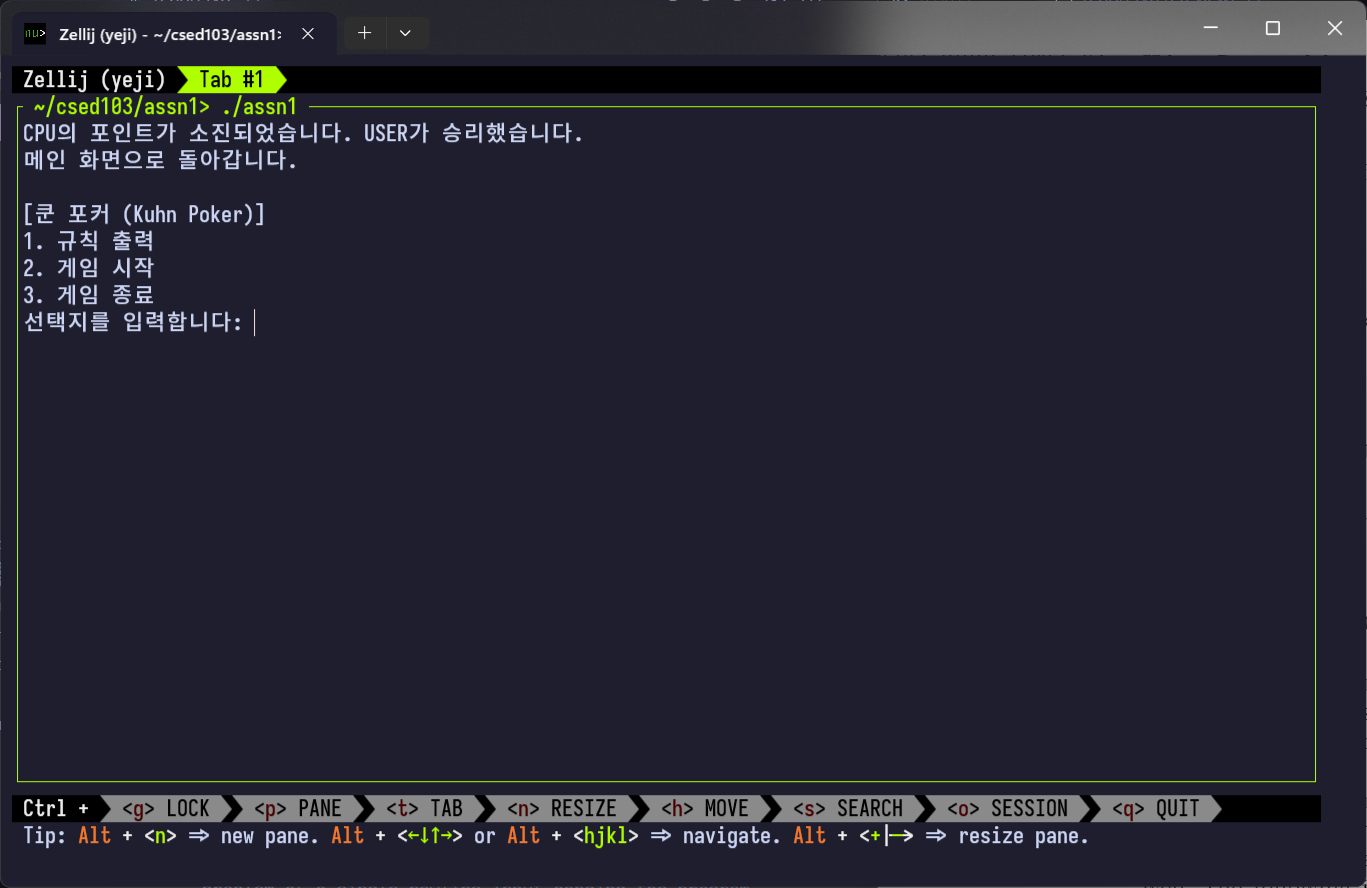 nu> Zellij (yeji) - ~/csed103/assn1>
Zellij (yeji) Tab #1
~/csed103/assn1> ./assn1
CPU의 포인트가 소진되었습니다. USER가 승리했습니다.
메인 화면으로 돌아갑니다.
[쿤 포커 (Kuhn Poker)]
1. 규칙 출력
2. 게임 시작
3. 게임 종료
선택지를 입력합니다:
Ctrl + <g> LOCK <p> PANE <t> TAB <n> RESIZE <h> MOVE <s> SEARCH <o> SESSION <q> QUIT
Tip: Alt + <n> => new pane. Alt + <←↓↑→> or Alt + <hjkl> => navigate. Alt + <+|-> => resize pane.